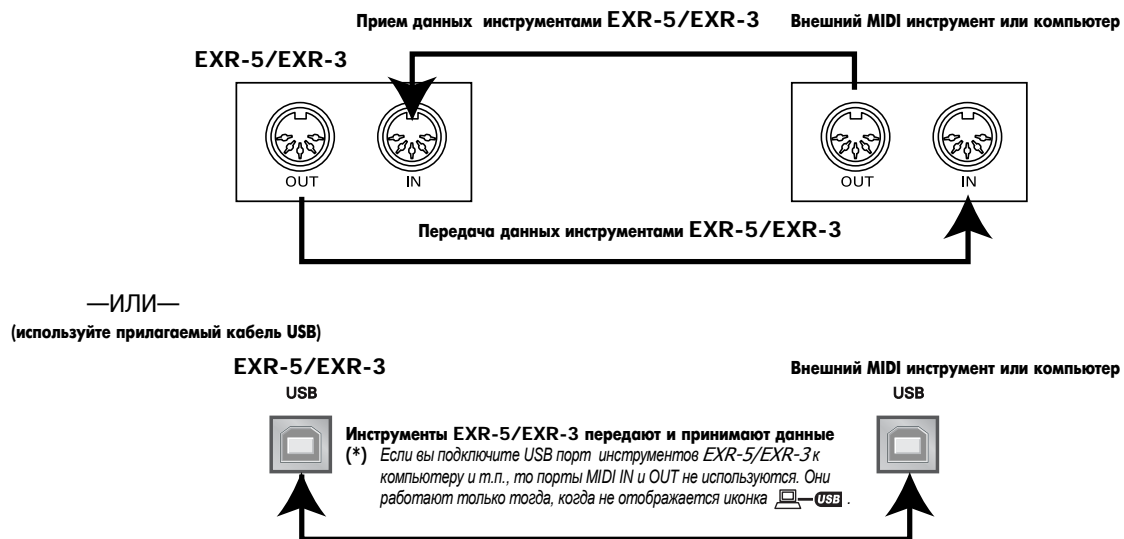 Прием данных инструментами EXR-5/EXR-3
Внешний MIDI инструмент или компьютер
EXR-5/EXR-3
OUT
IN
OUT
IN
Передача данных инструментами EXR-5/EXR-3
—ИЛИ—
(используйте прилагаемый кабель USB)
EXR-5/EXR-3
USB
Внешний MIDI инструмент или компьютер
USB
Инструменты EXR-5/EXR-3 передают и принимают данные
(*) Если вы подключите USB порт инструментов EXR-5/EXR-3 к
компьютеру и т.п., то порты MIDI IN и OUT не используются. Они
работают только тогда, когда не отображается иконка USB .